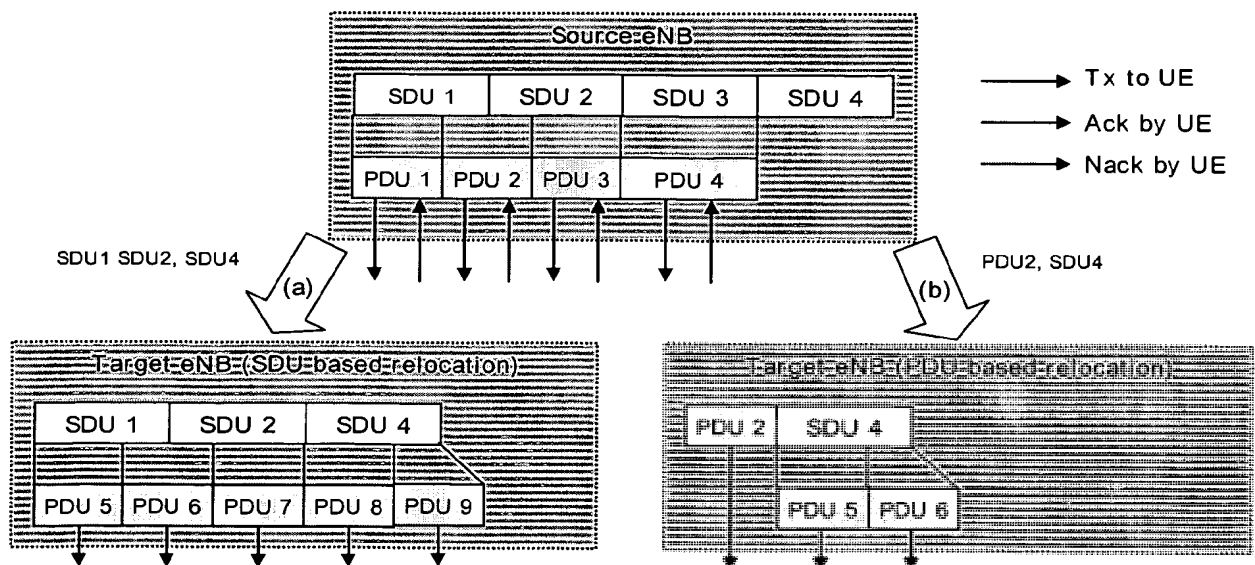 Source eNB
SDU 1 SDU 2 SDU 3 SDU 4
PDU 1 PDU 2 PDU 3 PDU 4
Tx to UE
Ack by UE
Nack by UE
SDU1 SDU2, SDU4
(a)
PDU2, SDU4
(b)
Target eNB (SDU based relocation)
SDU 1 SDU 2 SDU 4
PDU 5 PDU 6 PDU 7 PDU 8 PDU 9
Target eNB (PDU based relocation)
PDU 2 SDU 4
PDU 5 PDU 6